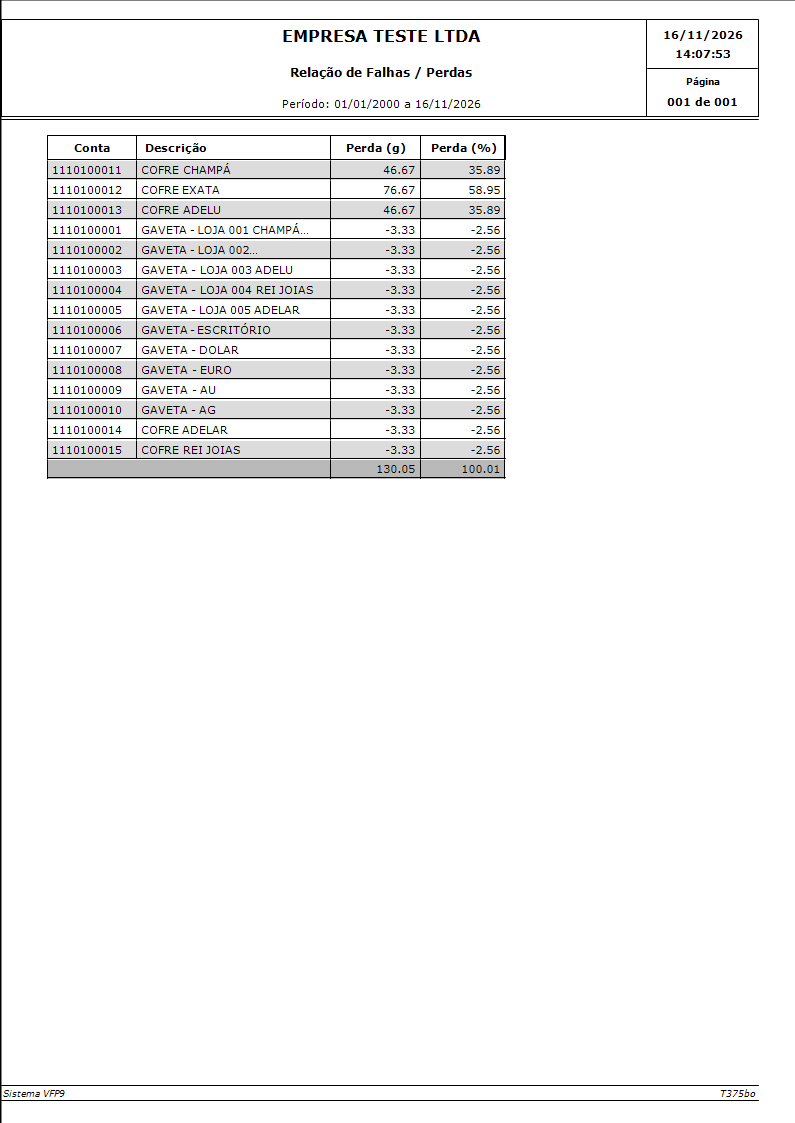 EMPRESA TESTE LTDA
16/11/2026
14:07:53
Relação de Falhas / Perdas
Página
Período: 01/01/2000 a 16/11/2026
001 de 001
Conta Descrição Perda (g) Perda (%)
1110100011 COFRE CHAMPÁ 46.67 35.89
1110100012 COFRE EXATA 76.67 58.95
1110100013 COFRE ADELU 46.67 35.89
1110100001 GAVETA - LOJA 001 CHAMPÁ... -3.33 -2.56
1110100002 GAVETA - LOJA 002... -3.33 -2.56
1110100003 GAVETA - LOJA 003 ADELU -3.33 -2.56
1110100004 GAVETA - LOJA 004 REI JOIAS -3.33 -2.56
1110100005 GAVETA - LOJA 005 ADELAR -3.33 -2.56
1110100006 GAVETA - ESCRITÓRIO -3.33 -2.56
1110100007 GAVETA - DOLAR -3.33 -2.56
1110100008 GAVETA - EURO -3.33 -2.56
1110100009 GAVETA - AU -3.33 -2.56
1110100010 GAVETA - AG -3.33 -2.56
1110100014 COFRE ADELAR -3.33 -2.56
1110100015 COFRE REI JOIAS -3.33 -2.56
130.05 100.01
Sistema VFP9 T375bo